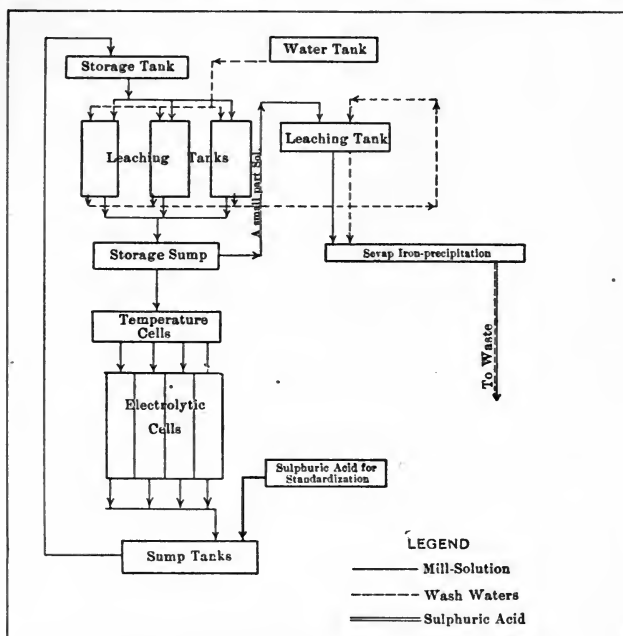 Water Tank
Storage Tank
Leaching Tanks
Leaching Tank
A small part Sol.
Storage Sump
Sevap Iron-precipitation
Temperature
Cells
To Waste
Electrolytic
Cells
Sulphuric Acid for
Standardization
Sump Tanks
LEGEND
Mill-Solution
Wash Waters
Sulphuric Acid